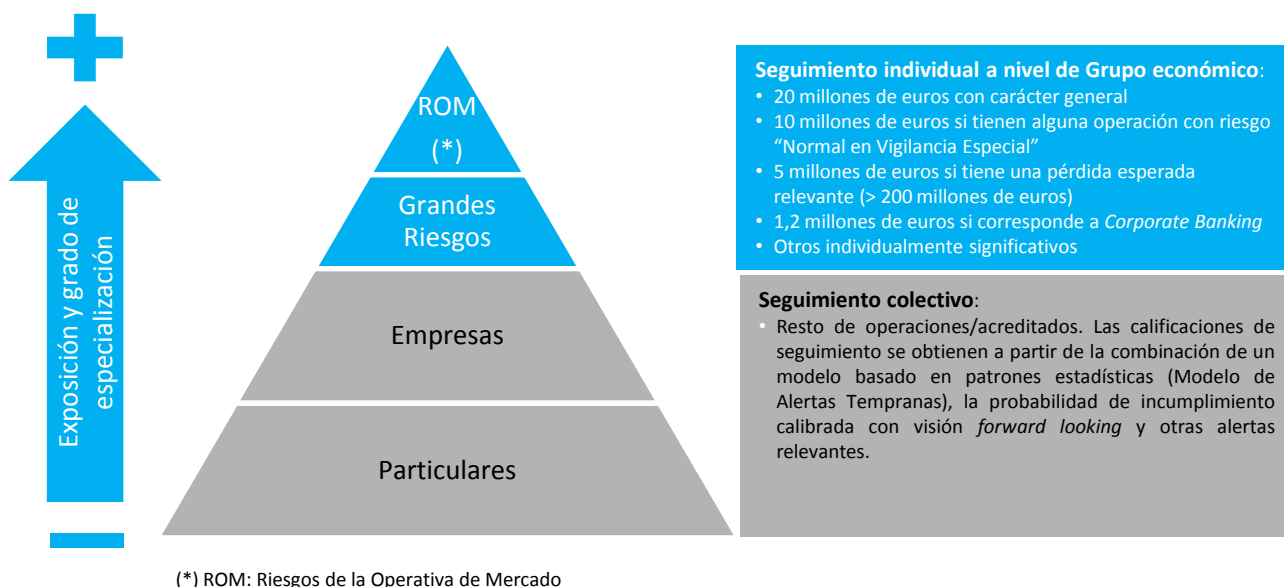 Exposición y grado de
especialización
ROM
(*)
Grandes
Riesgos
Empresas
Particulares
Seguimiento individual a nivel de Grupo económico:
• 20 millones de euros con carácter general
• 10 millones de euros si tienen alguna operación con riesgo
“Normal en Vigilancia Especial”
• 5 millones de euros si tiene una pérdida esperada
relevante (> 200 millones de euros)
• 1,2 millones de euros si corresponde a Corporate Banking
• Otros individualmente significativos
Seguimiento colectivo:
• Resto de operaciones/acreditados. Las calificaciones de
seguimiento se obtienen a partir de la combinación de un
modelo basado en patrones estadísticas (Modelo de
Alertas Tempranas), la probabilidad de incumplimiento
calibrada con visión forward looking y otras alertas
relevantes.
(*) ROM: Riesgos de la Operativa de Mercado